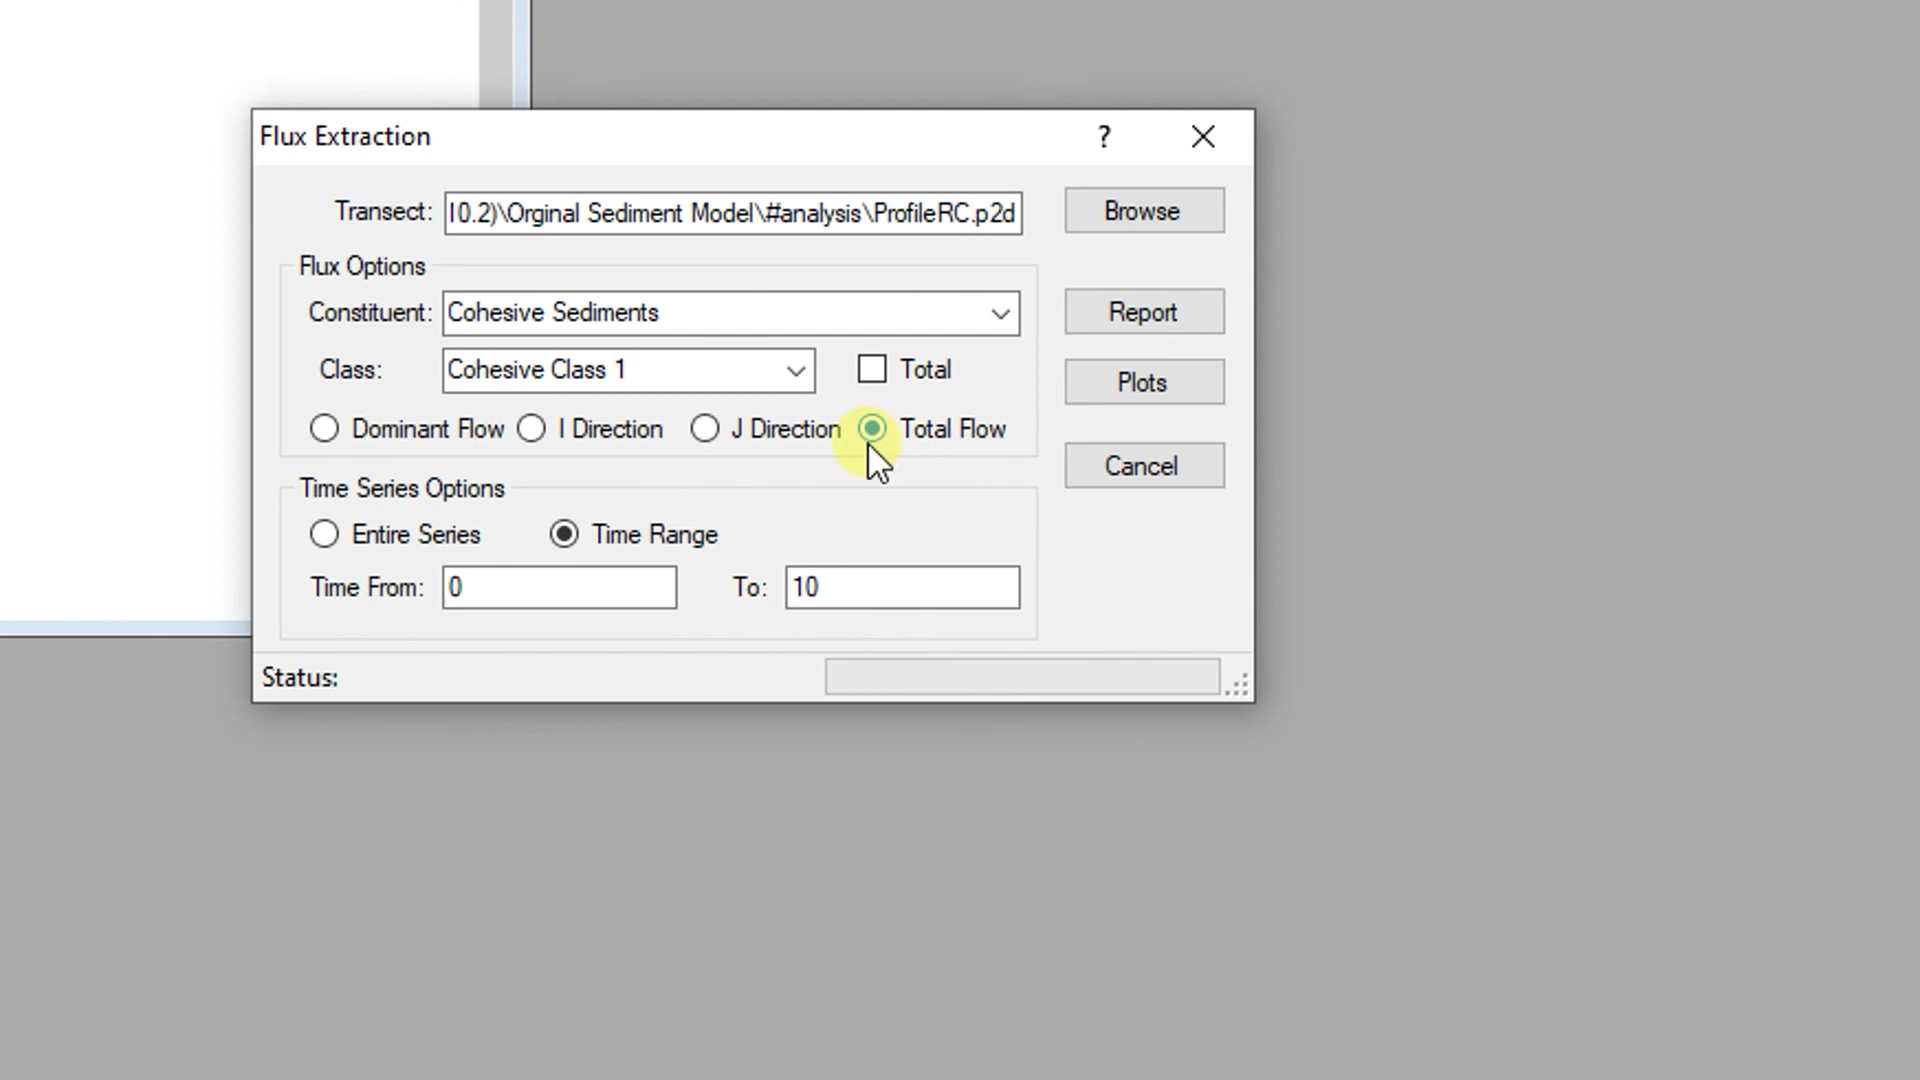 Flux Extraction ?
Transect: 10.2)\Orginal Sediment Model\#analysis\ProfileRC.p2d Browse
Flux Options
Constituent: Cohesive Sediments Report
Class: Cohesive Class 1 Total
Plots
Dominant Flow I Direction J Direction Total Flow
Cancel
Time Series Options
Entire Series Time Range
Time From: 0 To: 10
Status: